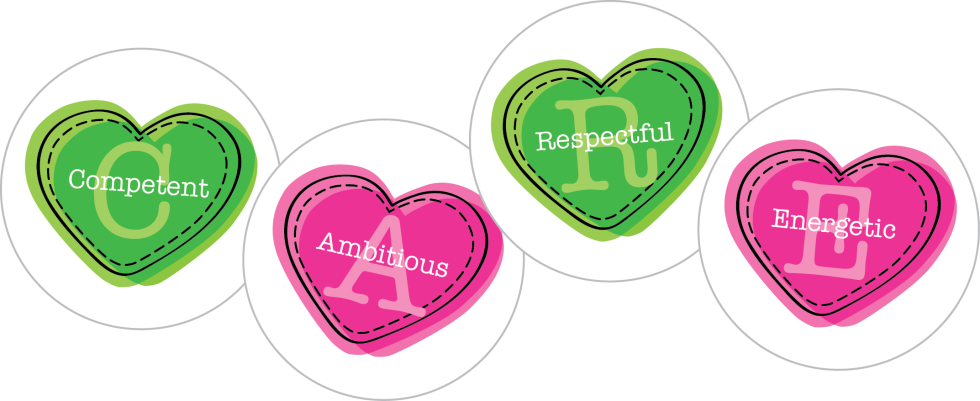 C
Competent
A
Ambitious
R
Respectful
E
Energetic